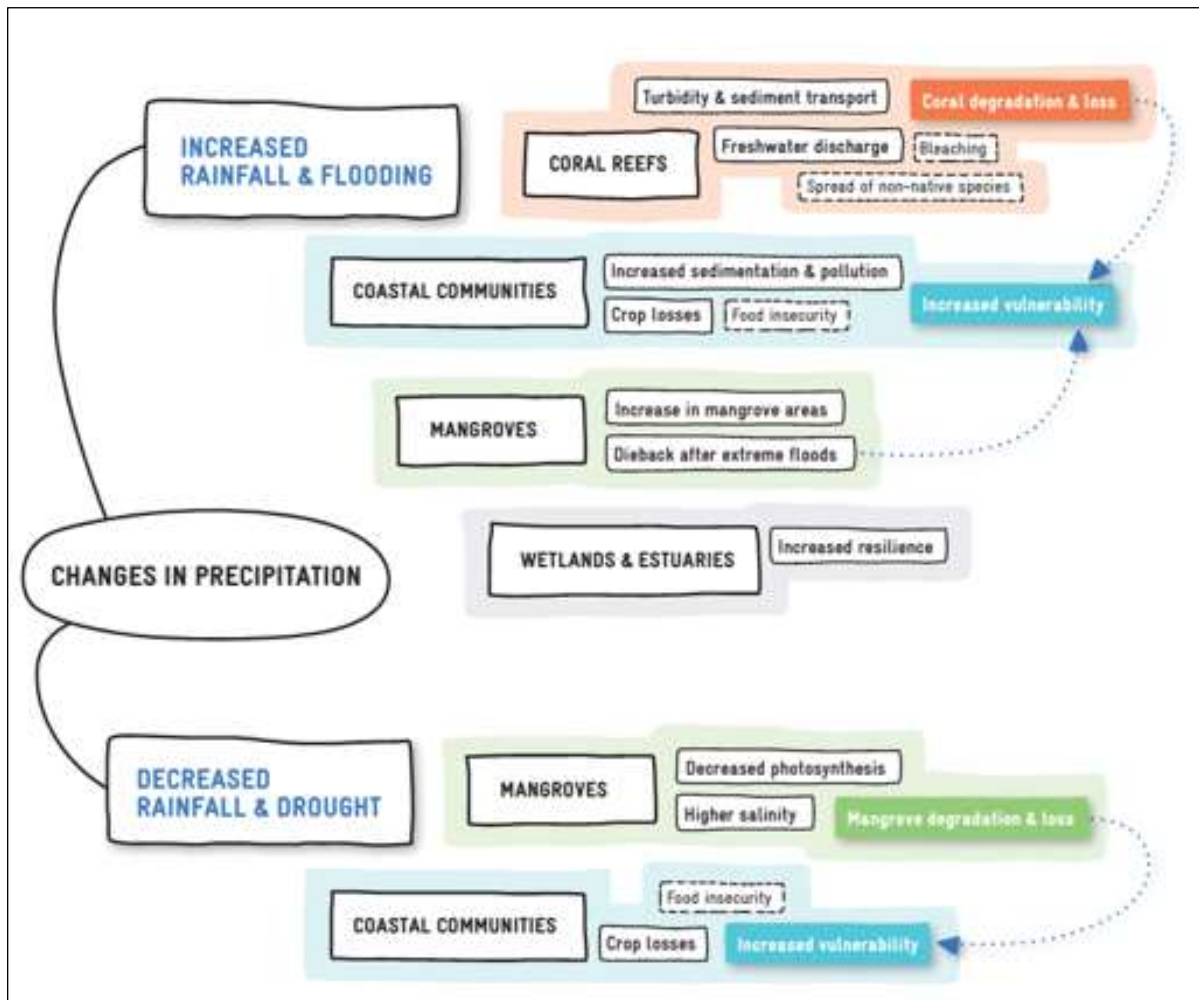 INCREASED
RAINFALL & FLOODING
CORAL REEFS
Turbidity & sediment transport
Coral degradation & loss
Freshwater discharge
Bleaching
Spread of non-native species
COASTAL COMMUNITIES
Increased sedimentation & pollution
Crop losses
Food insecurity
Increased vulnerability
MANGROVES
Increase in mangrove areas
Dieback after extreme floods
WETLANDS & ESTUARIES
Increased resilience
CHANGES IN PRECIPITATION
DECREASED
RAINFALL & DROUGHT
MANGROVES
Decreased photosynthesis
Higher salinity
Mangrove degradation & loss
COASTAL COMMUNITIES
Food insecurity
Crop losses
Increased vulnerability